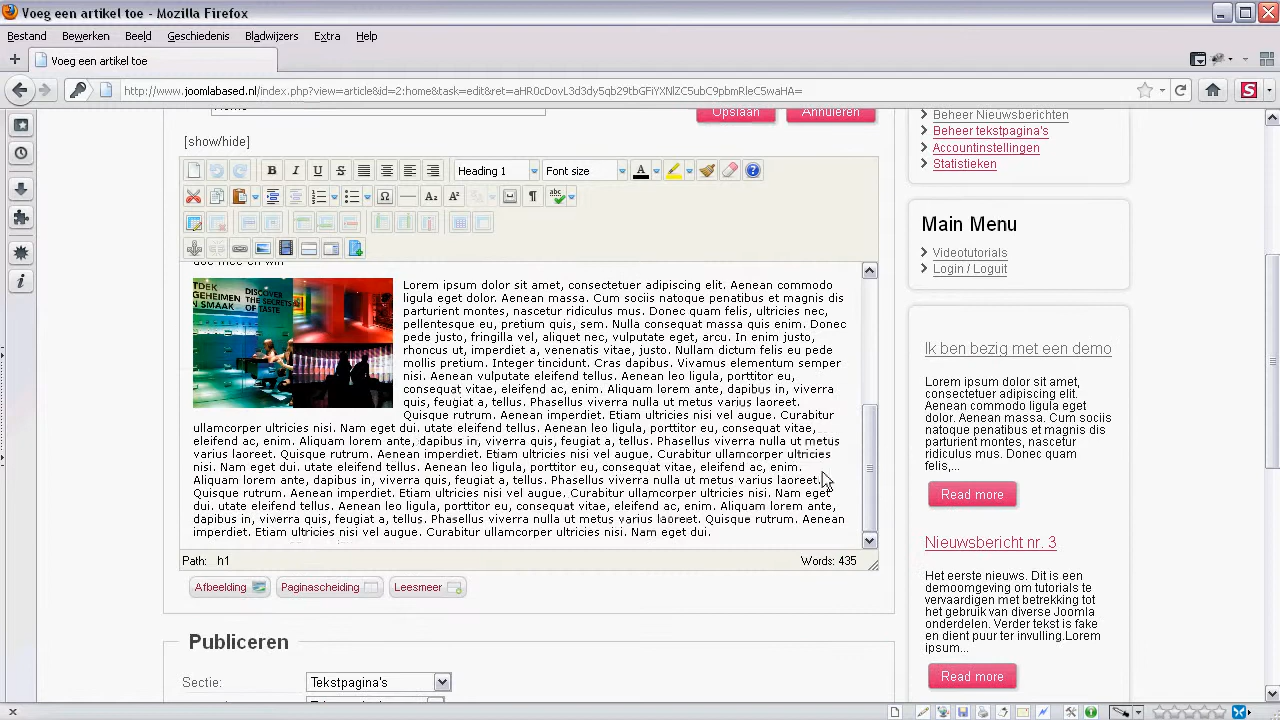 Voeg een artikel toe - Mozilla Firefox
Bestand Bewerken Beeld Geschiedenis Bladwijzers Extra Help
Voeg een artikel toe
[show/hide]
Opslaan Annuleren
Heading 1 Font size
TOEK
GEHEIMEN
N SMAAK
DISCOVER
THE SECRETS
OF TASTE
Lorem ipsum dolor sit amet, consectetuer adipiscing elit. Aenean commodo
ligula eget dolor. Aenean massa. Cum sociis natoque penatibus et magnis dis
parturient montes, nascetur ridiculus mus. Donec quam felis, ultricies nec,
pellentesque eu, pretium quis, sem. Nulla consequat massa quis enim. Donec
pede justo, fringilla vel, aliquet nec, vulputate eget, arcu. In enim justo,
rhoncus ut, imperdiet a, venenatis vitae, justo. Nullam dictum felis eu pede
mollis pretium. Integer tincidunt. Cras dapibus. Vivamus elementum semper
nisi. Aenean vulputate eleifend tellus. Aenean leo ligula, porttitor eu,
consequat vitae, eleifend ac, enim. Aliquam lorem ante, dapibus in, viverra
quis, feugiat a, tellus. Phasellus viverra nulla ut metus varius laoreet.
Quisque rutrum. Aenean imperdiet. Etiam ultricies nisi vel augue. Curabitur
ullamcorper ultricies nisi. Nam eget dui. utate eleifend tellus. Aenean leo ligula, porttitor eu, consequat vitae,
eleifend ac, enim. Aliquam lorem ante, dapibus in, viverra quis, feugiat a, tellus. Phasellus viverra nulla ut metus
varius laoreet. Quisque rutrum. Aenean imperdiet. Etiam ultricies nisi vel augue. Curabitur ullamcorper ultricies
nisi. Nam eget dui. utate eleifend tellus. Aenean leo ligula, porttitor eu, consequat vitae, eleifend ac, enim.
Aliquam lorem ante, dapibus in, viverra quis, feugiat a, tellus. Phasellus viverra nulla ut metus varius laoreet.
Quisque rutrum. Aenean imperdiet. Etiam ultricies nisi vel augue. Curabitur ullamcorper ultricies nisi. Nam eget
dui. utate eleifend tellus. Aenean leo ligula, porttitor eu, consequat vitae, eleifend ac, enim. Aliquam lorem ante,
dapibus in, viverra quis, feugiat a, tellus. Phasellus viverra nulla ut metus varius laoreet. Quisque rutrum. Aenean
imperdiet. Etiam ultricies nisi vel augue. Curabitur ullamcorper ultricies nisi. Nam eget dui.
Path: h1 Words: 435
Afbeelding Paginascheiding Leesmeer
Publiceren
Sectie: Tekstpagina's
Beheer Nieuwsberichten
Beheer tekstpagina's
Accountinstellingen
Statistieken
Main Menu
Videotutorials
Login / Loguit
Ik ben bezig met een demo
Lorem ipsum dolor sit amet,
consectetuer adipiscing elit.
Aenean commodo ligula eget
dolor. Aenean massa. Cum sociis
natoque penatibus et magnis dis
parturient montes, nascetur
ridiculus mus. Donec quam
felis,...
Read more
Nieuwsbericht nr. 3
Het eerste nieuws. Dit is een
demoomgeving om tutorials te
vervaardigen met betrekking tot
het gebruik van diverse Joomla
onderdelen. Verder tekst is fake
en dient puur ter invulling.Lorem
ipsum...
Read more